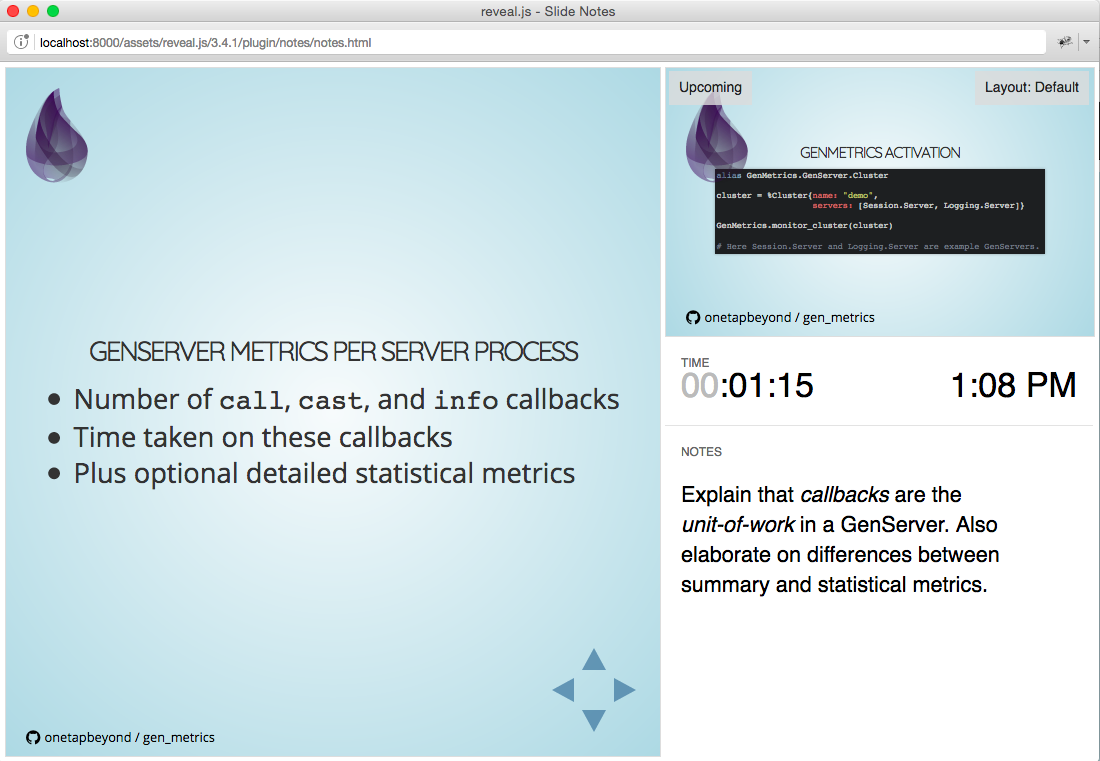 reveal.js - Slide Notes
localhost:8000/assets/reveal.js/3.4.1/plugin/notes/notes.html
GENSERVER METRICS PER SERVER PROCESS
Number of call, cast, and info callbacks
Time taken on these callbacks
Plus optional detailed statistical metrics
onetapbeyond / gen_metrics
Upcoming
Layout: Default
GENMETRICS ACTIVATION
alias GenMetrics.GenServer.Cluster
cluster = %Cluster{name: "demo",
servers: [Session.Server, Logging.Server]}
GenMetrics.monitor_cluster(cluster)
# Here Session.Server and Logging.Server are example GenServers.
onetapbeyond / gen_metrics
TIME
00:01:15
1:08 PM
NOTES
Explain that callbacks are the
unit-of-work in a GenServer. Also
elaborate on differences between
summary and statistical metrics.